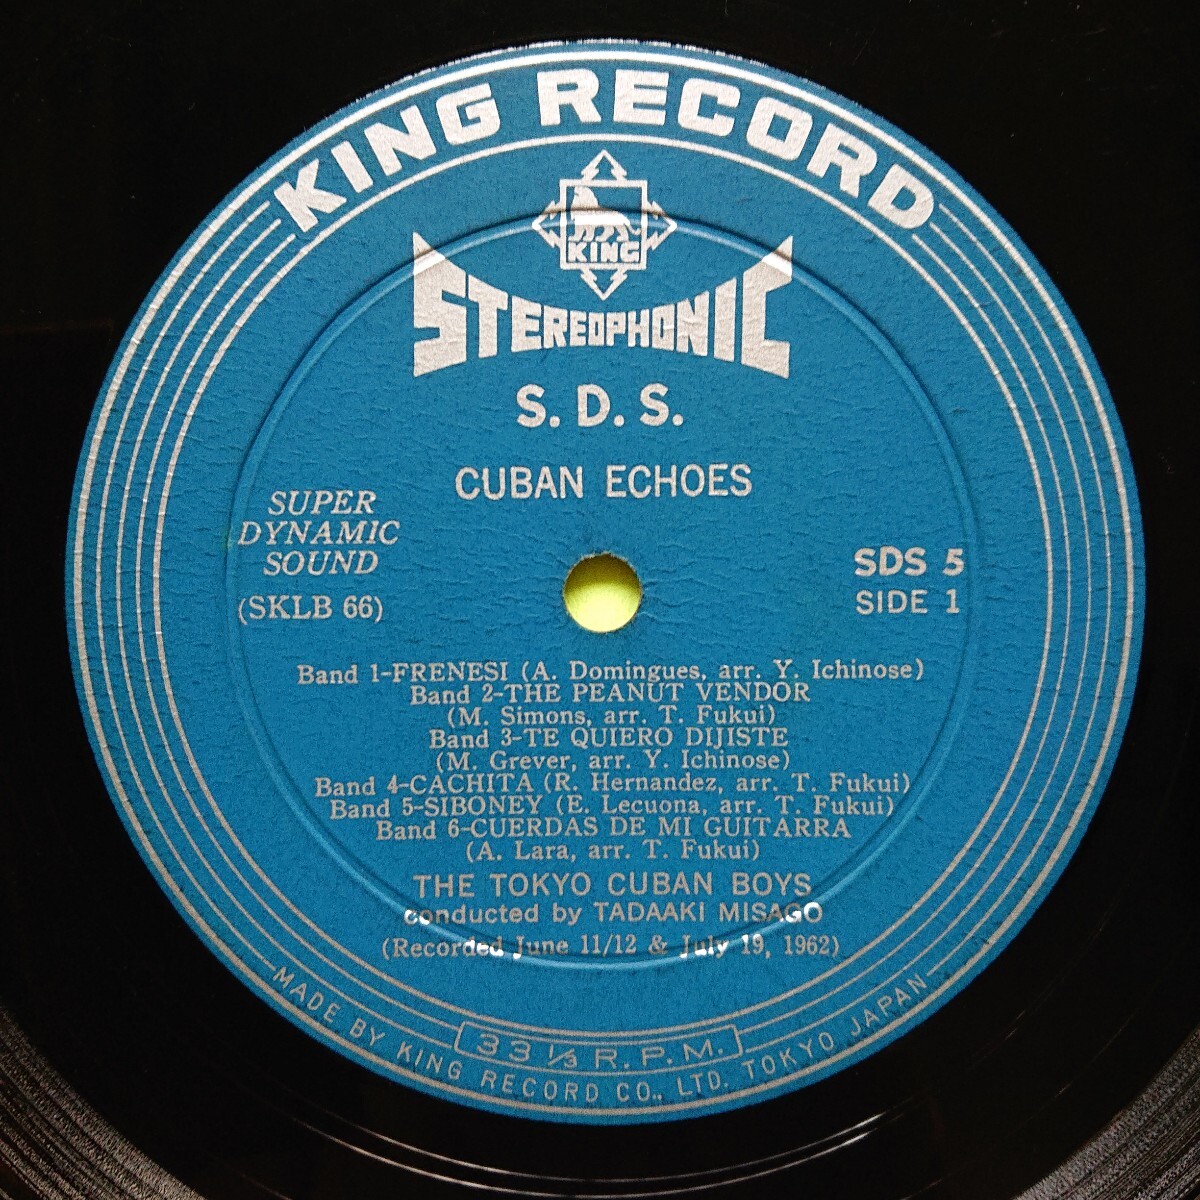 KING RECORD
KING
STEREOPHONIC
S. D. S.
CUBAN ECHOES
SUPER
DYNAMIC
SOUND
(SKLB 66)
SDS 5
SIDE 1
Band 1-FRENESI (A. Domingues, arr. Y. Ichinose)
Band 2-THE PEANUT VENDOR
(M. Simons, arr. T. Fukui)
Band 3-TE QUIERO DIJISTE
(M. Grever, arr. Y. Ichinose)
Band 4-CACHITA (R. Hernandez, arr. T. Fukui)
Band 5-SIBONEY (E. Lecuona, arr. T. Fukui)
Band 6-CUERDAS DE MI GUITARRA
(A. Lara, arr. T. Fukui)
THE TOKYO CUBAN BOYS
conducted by TADAAKI MISAGO
(Recorded June 11/12 & July 19, 1962)
33 1/3 R.P.M.
MADE BY KING RECORD CO., LTD. TOKYO JAPAN